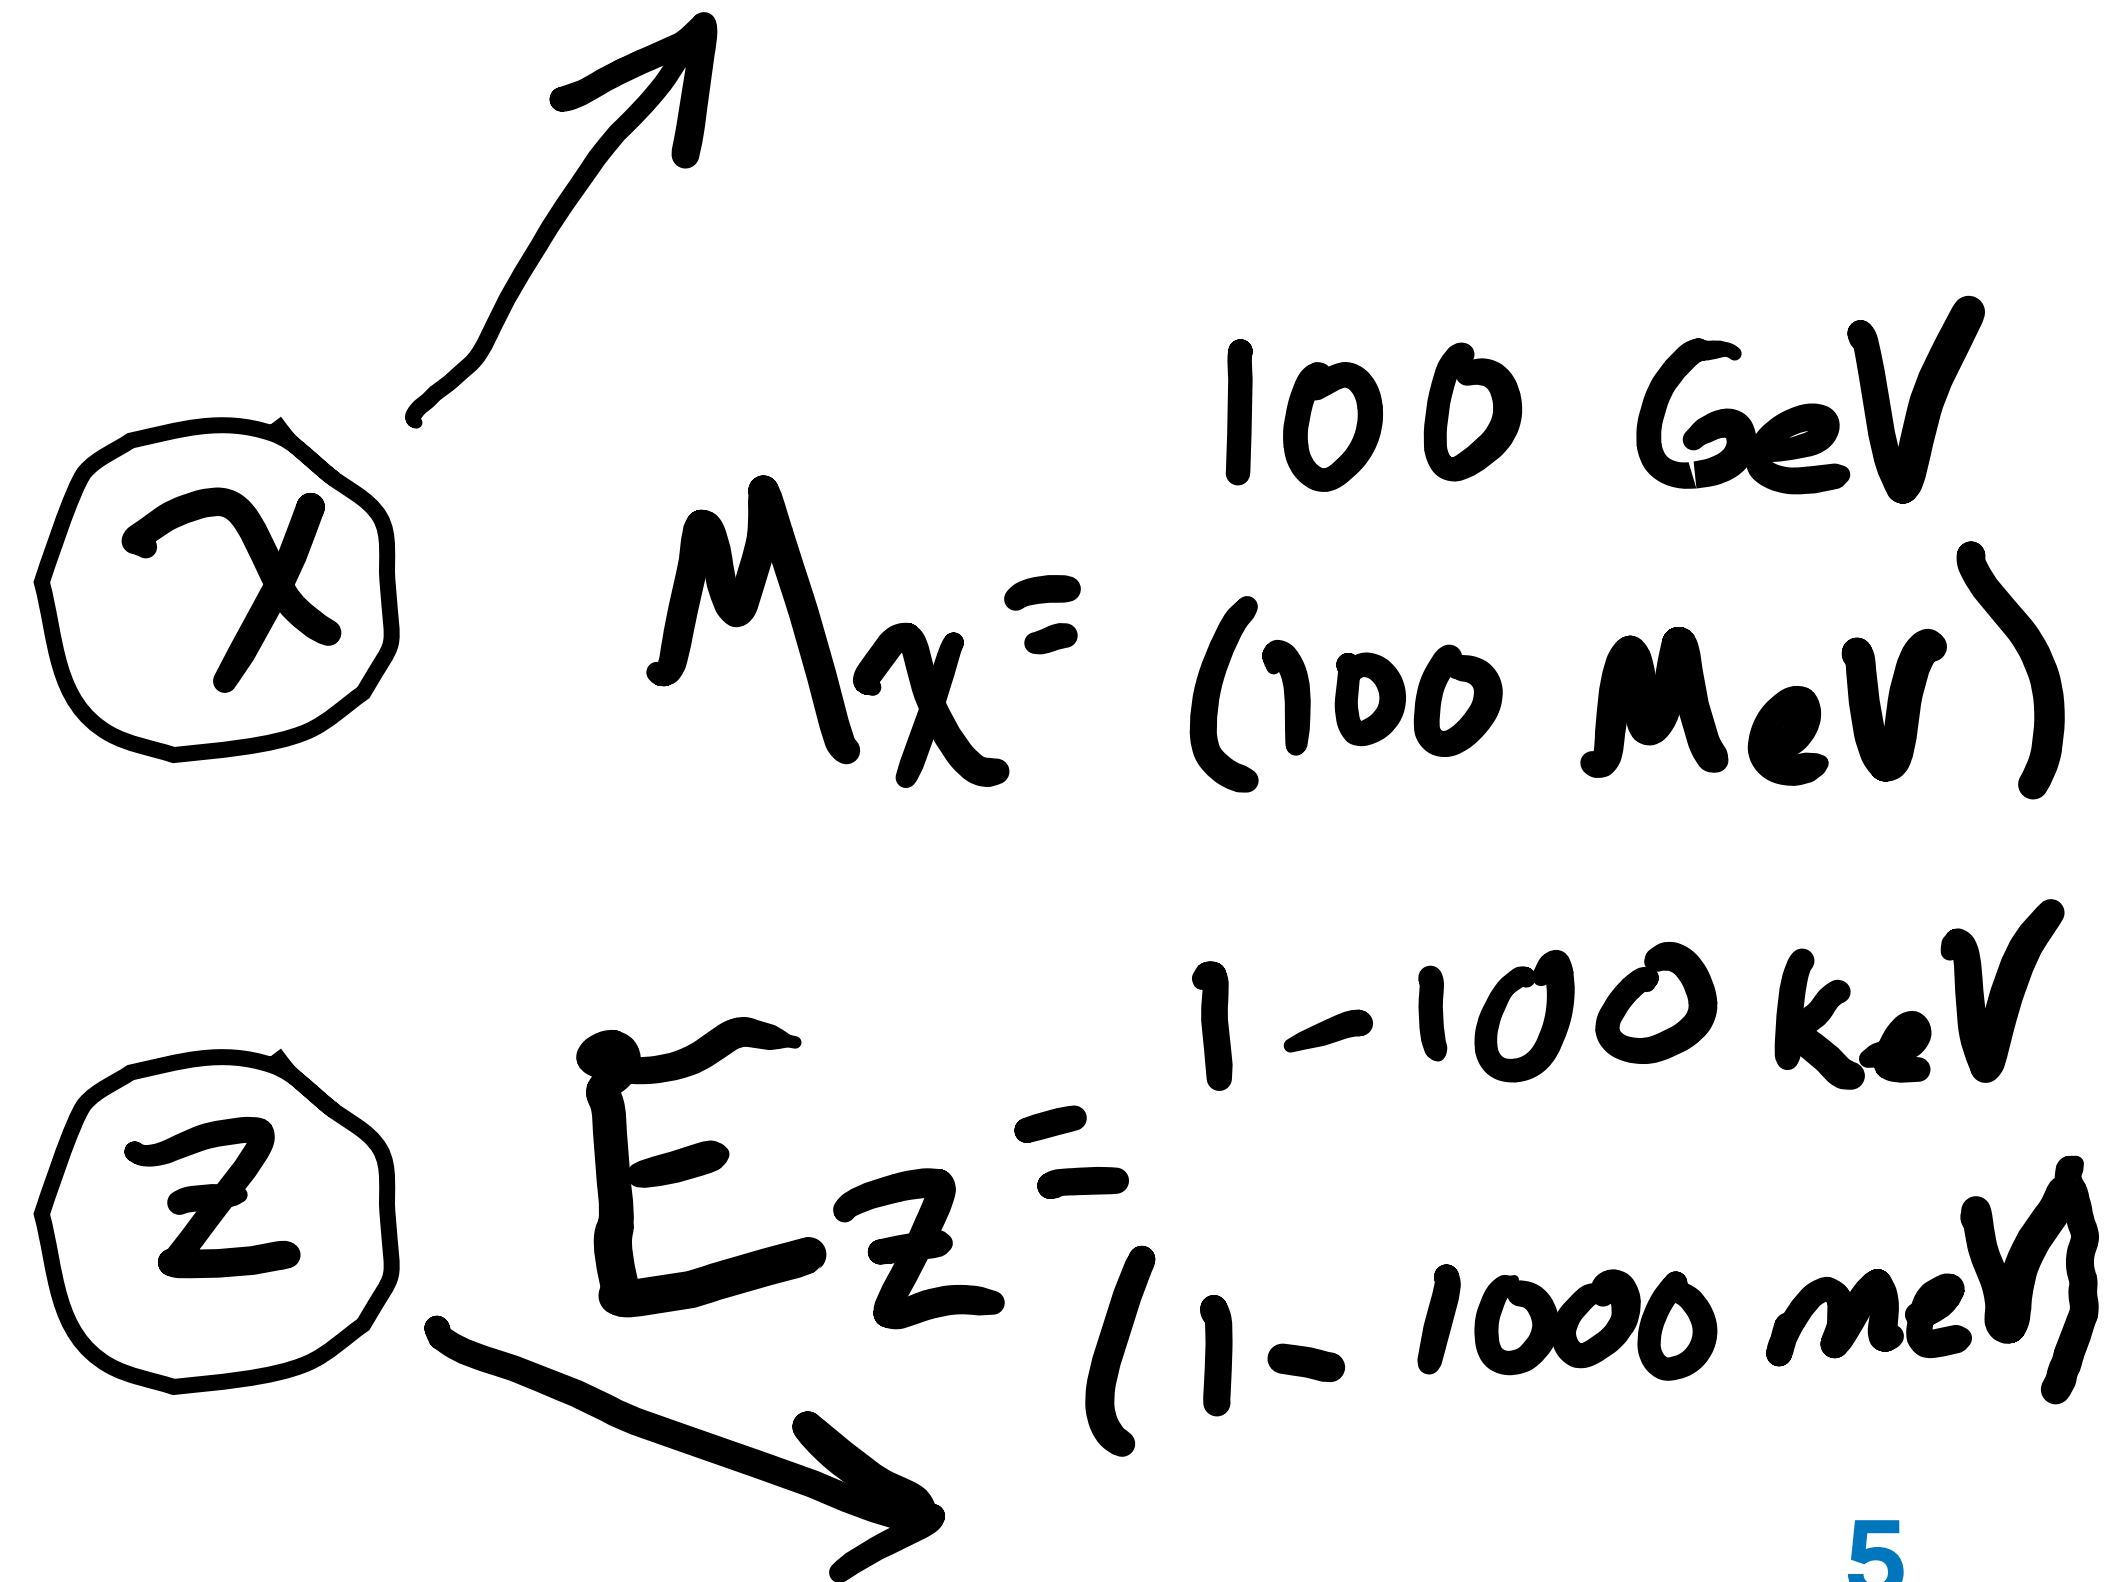 100 GeV
χ
Mχ =
(100 MeV)
1 - 100 keV
Z
EZ =
(1 - 1000 meV)
5